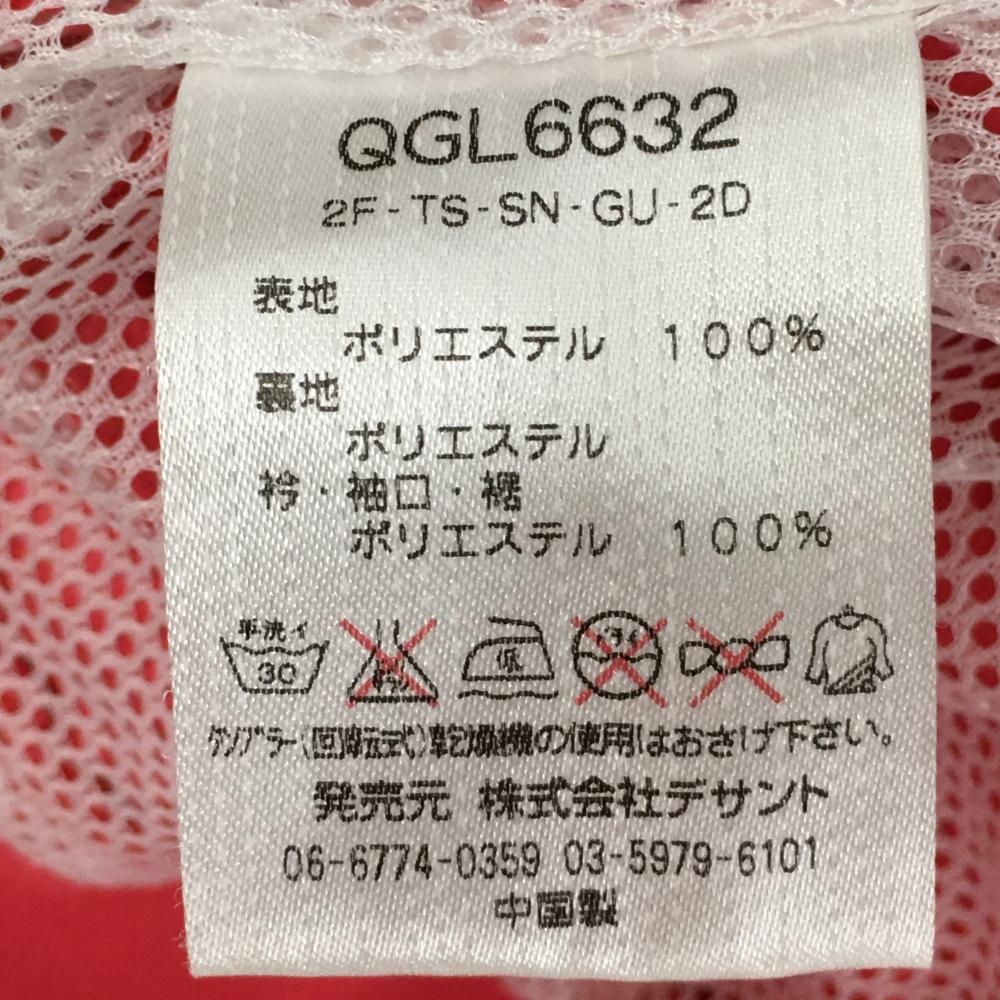 QGL6632
2F-TS-SN-GU-2D
表地
ポリエステル 100%
裏地
ポリエステル
衿・袖口・裾
ポリエステル 100%
手洗イ
30
低
ドライ
タンブラー(回転式)乾燥機の使用はおさけ下さい。
発売元 株式会社デサント
06-6774-0359 03-5979-6101
中国製